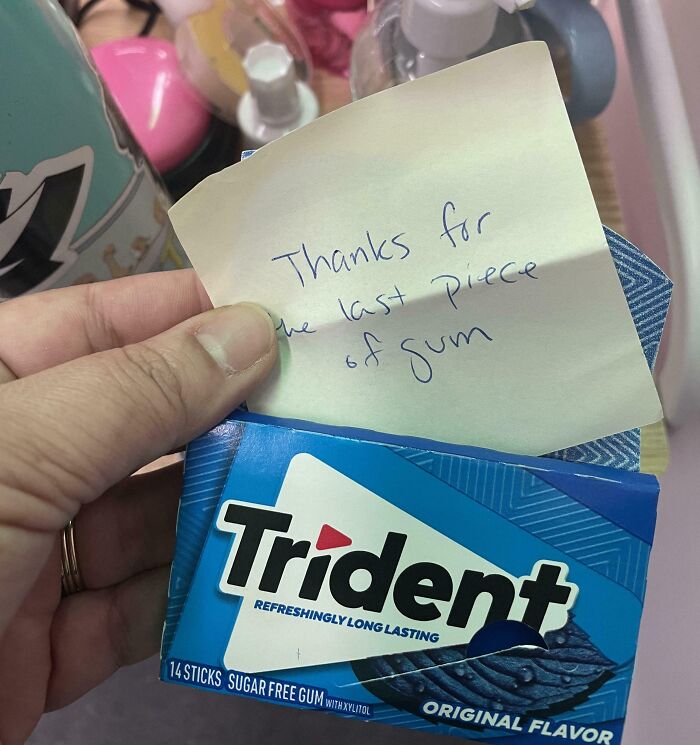 Thanks for
he last piece
of gum
Trident
REFRESHINGLY LONG LASTING
14 STICKS SUGAR FREE GUM WITH XYLITOL
ORIGINAL FLAVOR